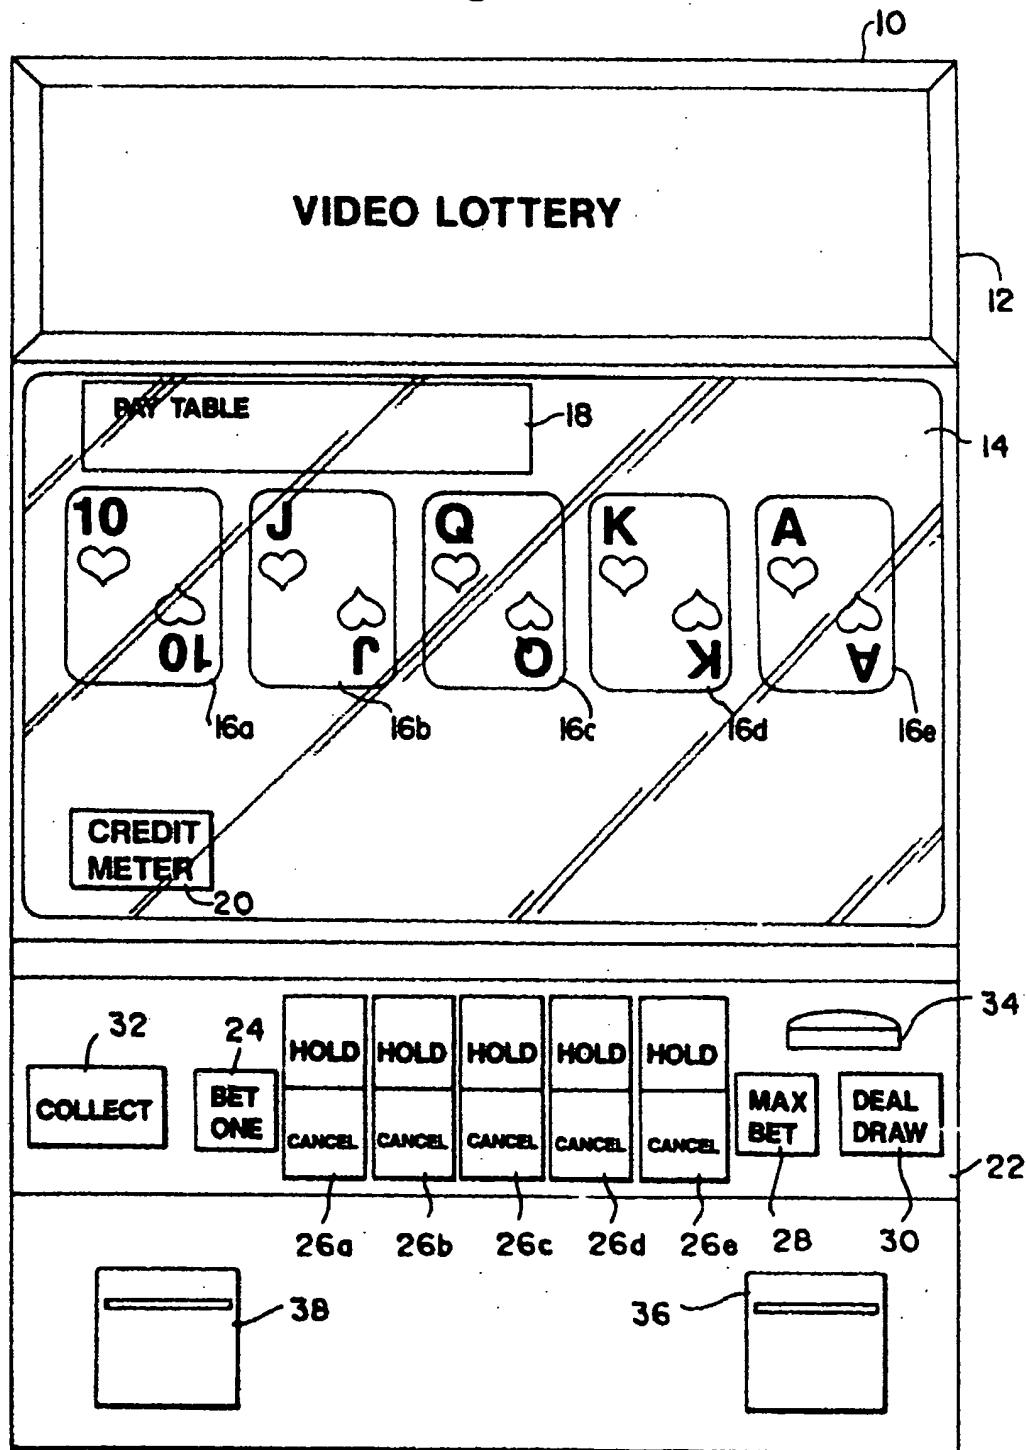 10
VIDEO LOTTERY
12
PAY TABLE
18
14
10 J Q K A
10 J Q K A
16a 16b 16c 16d 16e
CREDIT
METER
20
34
32 24
HOLD HOLD HOLD HOLD HOLD
COLLECT
BET
ONE
CANCEL CANCEL CANCEL CANCEL CANCEL
MAX
BET
DEAL
DRAW
22
26a 26b 26c 26d 26e 28 30
38 36